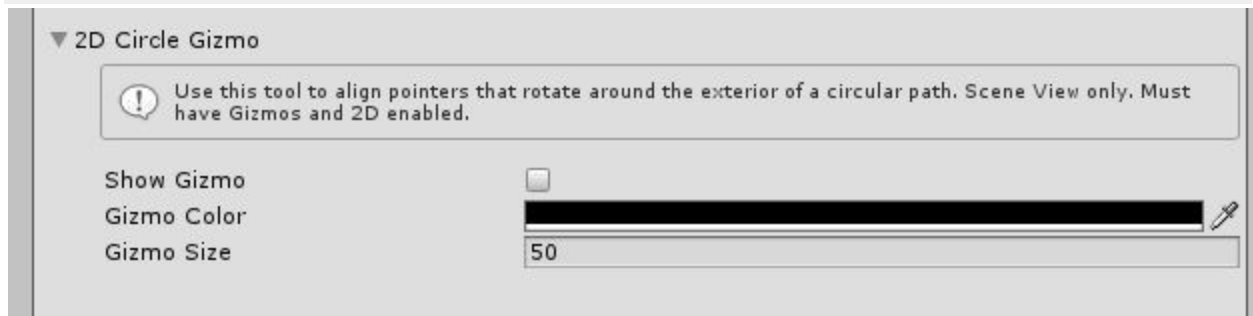 2D Circle Gizmo
Use this tool to align pointers that rotate around the exterior of a circular path. Scene View only. Must
have Gizmos and 2D enabled.
Show Gizmo
Gizmo Color
Gizmo Size 50